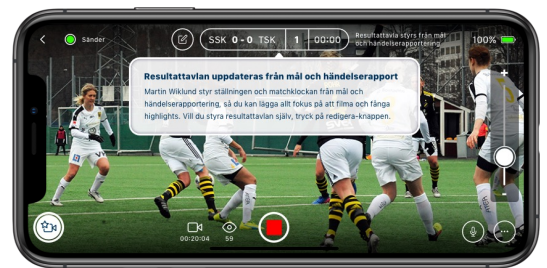 Sänder
SSK 0 - 0 TSK 1 - 00:00
Resultattavla styrs från mål
och händelserapportering
100%
Resultattavlan uppdateras från mål och händelserapport
Martin Wiklund styr ställningen och matchklockan från mål och
händelserapportering, så du kan lägga allt fokus på att filma och fånga
highlights. Vill du styra resultattavlan själv, tryck på redigera-knappen.
00:20:04
59